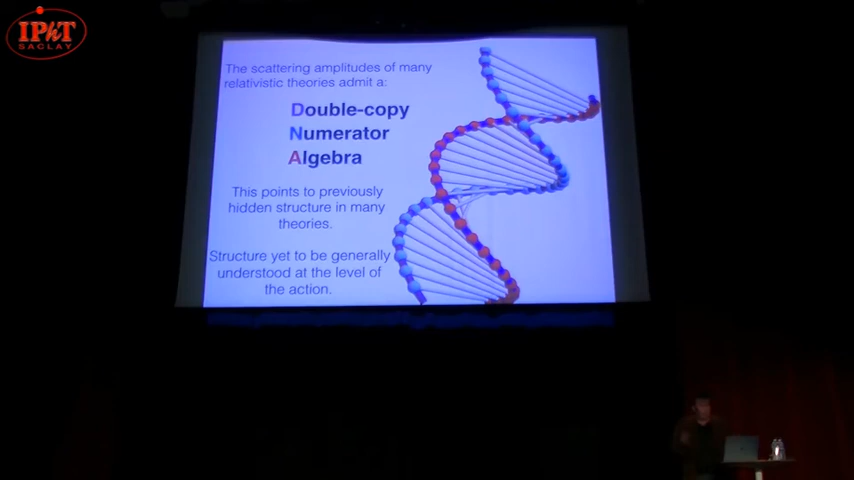 IPhT
SACLAY
The scattering amplitudes of many
relativistic theories admit a:
Double-copy
Numerator
Algebra
This points to previously
hidden structure in many
theories.
Structure yet to be generally
understood at the level of
the action.